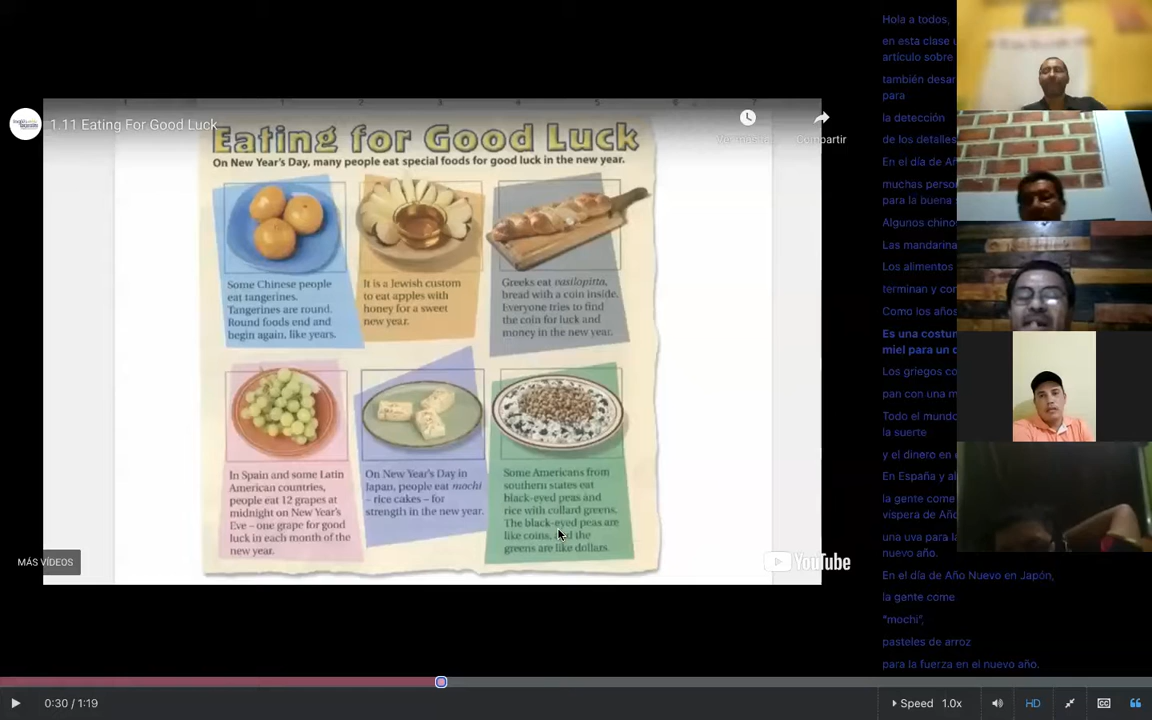 1.11 Eating For Good Luck
Ver más ta...
Compartir
Eating for Good Luck
On New Year's Day, many people eat special foods for good luck in the new year.
Some Chinese people
eat tangerines.
Tangerines are round.
Round foods end and
begin again, like years.
It is a Jewish custom
to eat apples with
honey for a sweet
new year.
Greeks eat vasilopitta,
bread with a coin inside.
Everyone tries to find
the coin for luck and
money in the new year.
In Spain and some Latin
American countries,
people eat 12 grapes at
midnight on New Year's
Eve – one grape for good
luck in each month of the
new year.
On New Year's Day in
Japan, people eat mochi
– rice cakes – for
strength in the new year.
Some Americans from
southern states eat
black-eyed peas and
rice with collard greens.
The black-eyed peas are
like coins, and the
greens are like dollars.
MÁS VÍDEOS
YouTube
Hola a todos,
en esta clase
artículo sobre
también desar
para
la detección
de los detalles
En el día de A
muchas perso
para la buena
Algunos chino
Las mandarina
Los alimentos
terminan y co
Como los años
Es una costu
miel para un d
Los griegos co
pan con una m
Todo el mundo
la suerte
y el dinero en
En España y al
la gente come
víspera de Año
una uva para la
nuevo año.
En el día de Año Nuevo en Japón,
la gente come
"mochi",
pasteles de arroz
para la fuerza en el nuevo año.
0:30 / 1:19
Speed 1.0x
HD
CC